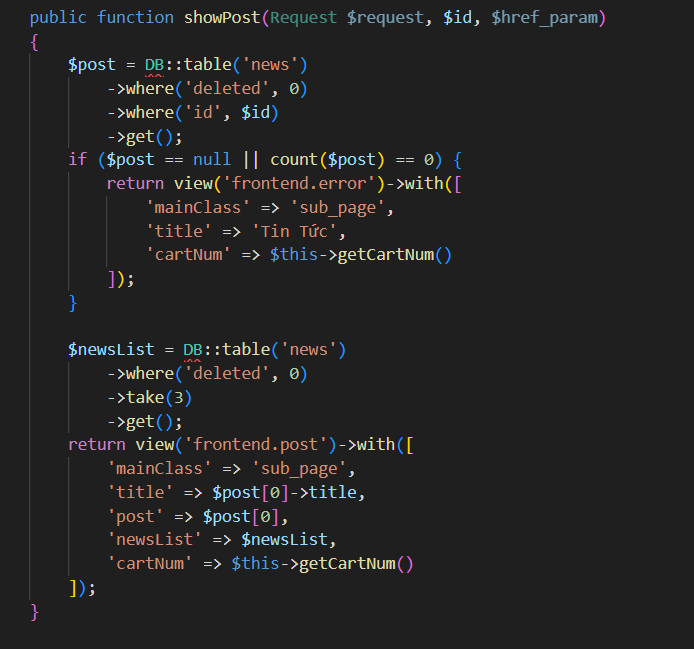 public function showPost(Request $request, $id, $href_param)
{
    $post = DB::table('news')
        ->where('deleted', 0)
        ->where('id', $id)
        ->get();
    if ($post == null || count($post) == 0) {
        return view('frontend.error')->with([
            'mainClass' => 'sub_page',
            'title' => 'Tin Tức',
            'cartNum' => $this->getCartNum()
        ]);
    }

    $newsList = DB::table('news')
        ->where('deleted', 0)
        ->take(3)
        ->get();
    return view('frontend.post')->with([
        'mainClass' => 'sub_page',
        'title' => $post[0]->title,
        'post' => $post[0],
        'newsList' => $newsList,
        'cartNum' => $this->getCartNum()
    ]);
}